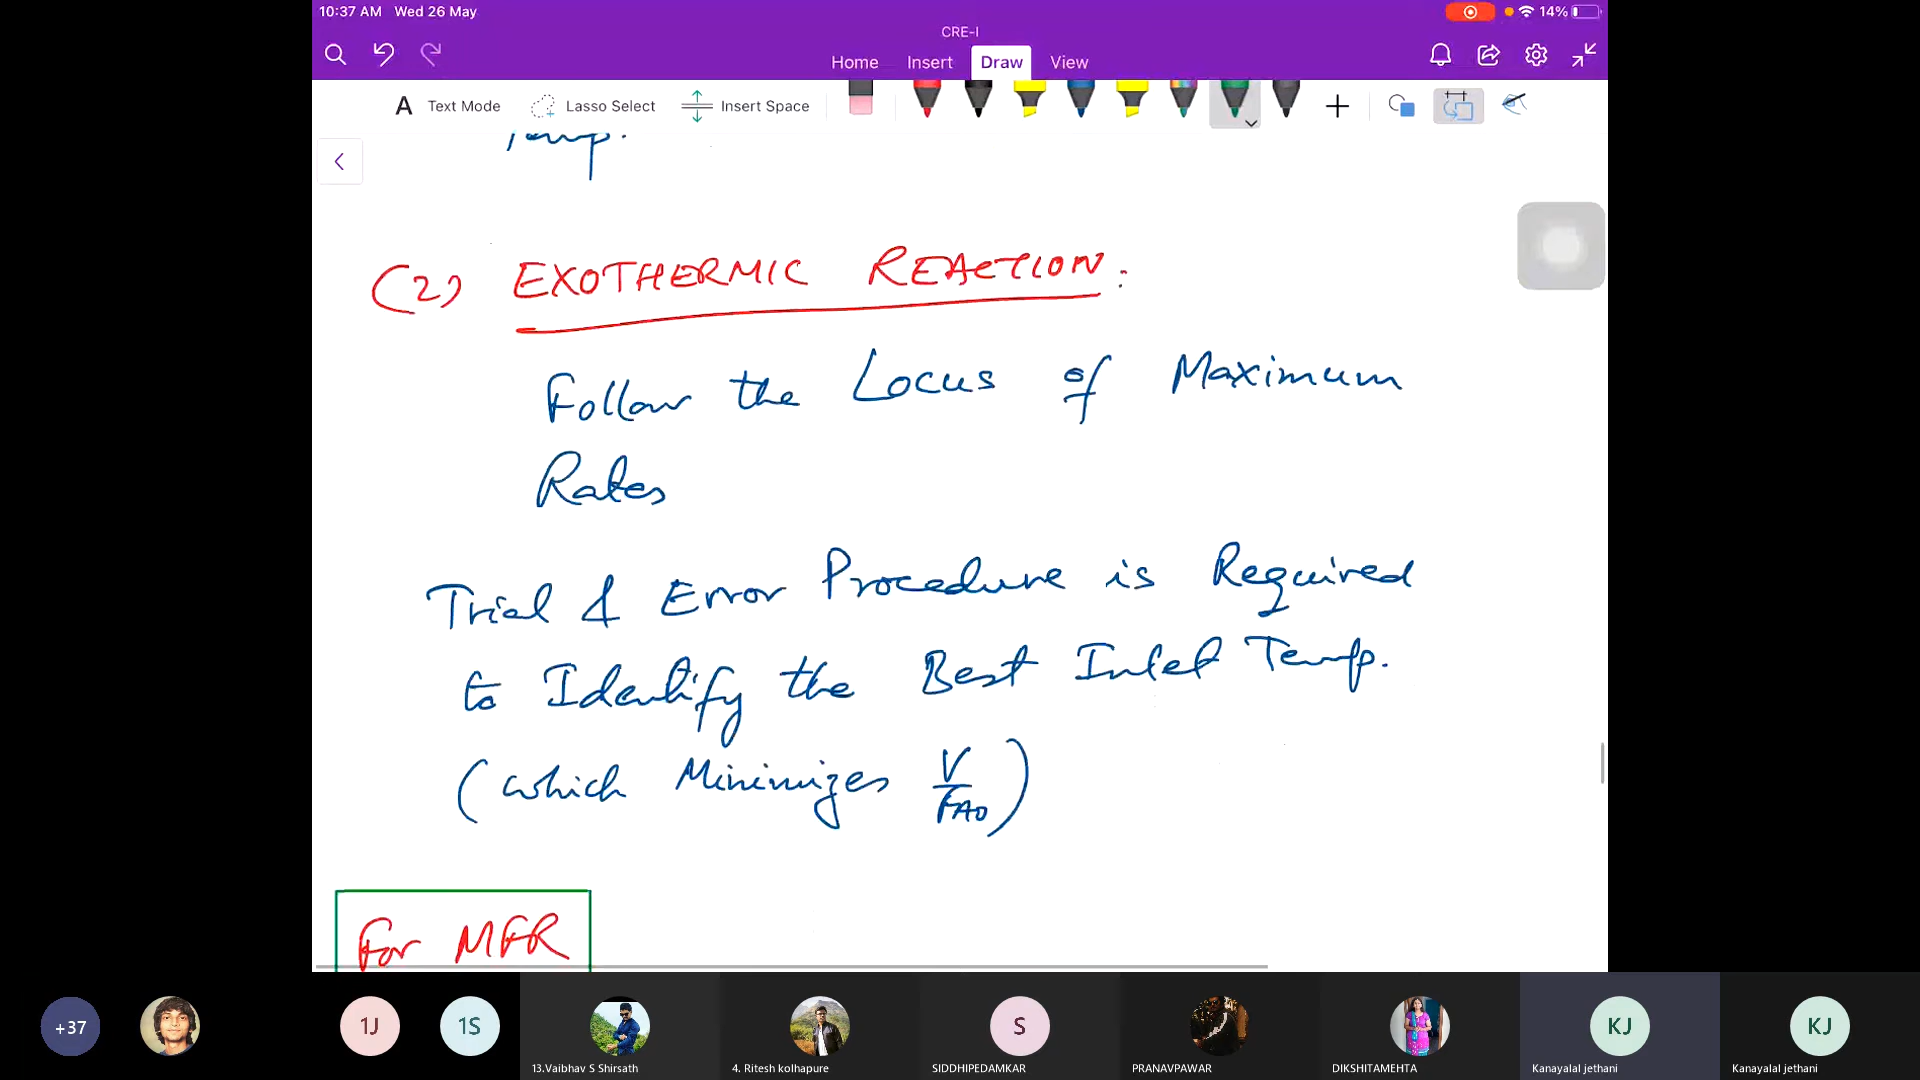 10:37 AM Wed 26 May
14%
CRE-I
Home Insert Draw View
A Text Mode Lasso Select Insert Space
Temp.
(2) EXOTHERMIC REACTION:
Follow the Locus of Maximum
Rates
Trial & Error Procedure is Required
to Identify the Best Inlet Temp.
(which Minimizes V/FA0)
For MFR
+37
1J
1S
S
KJ
KJ
13.Vaibhav S Shirsath
4. Ritesh kolhapure
SIDDHIPEDAMKAR
PRANAVPAWAR
DIKSHITAMEHTA
Kanayalal jethani
Kanayalal jethani